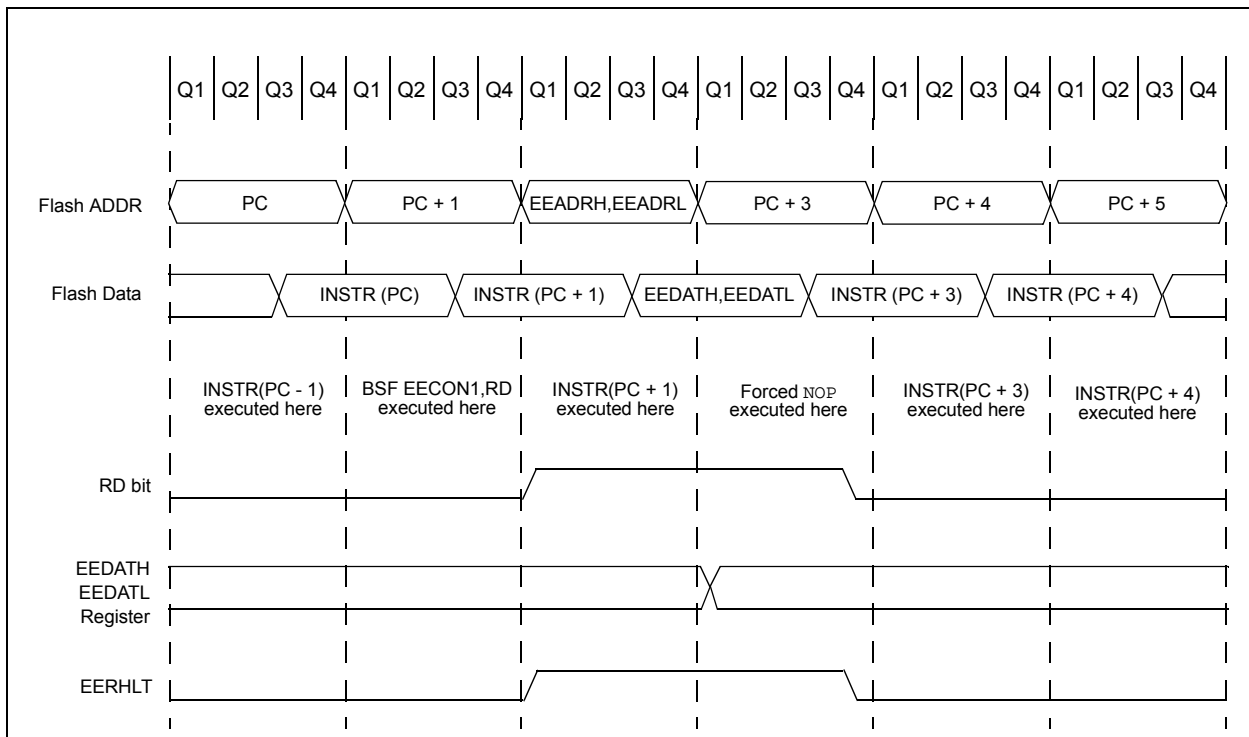 Q1 Q2 Q3 Q4 Q1 Q2 Q3 Q4 Q1 Q2 Q3 Q4 Q1 Q2 Q3 Q4 Q1 Q2 Q3 Q4 Q1 Q2 Q3 Q4
Flash ADDR PC PC + 1 EEADRH,EEADRL PC + 3 PC + 4 PC + 5
Flash Data INSTR (PC) INSTR (PC + 1) EEDATH,EEDATL INSTR (PC + 3) INSTR (PC + 4)
INSTR(PC - 1)
executed here
BSF EECON1,RD
executed here
INSTR(PC + 1)
executed here
Forced NOP
executed here
INSTR(PC + 3)
executed here
INSTR(PC + 4)
executed here
RD bit
EEDATH
EEDATL
Register
EERHLT